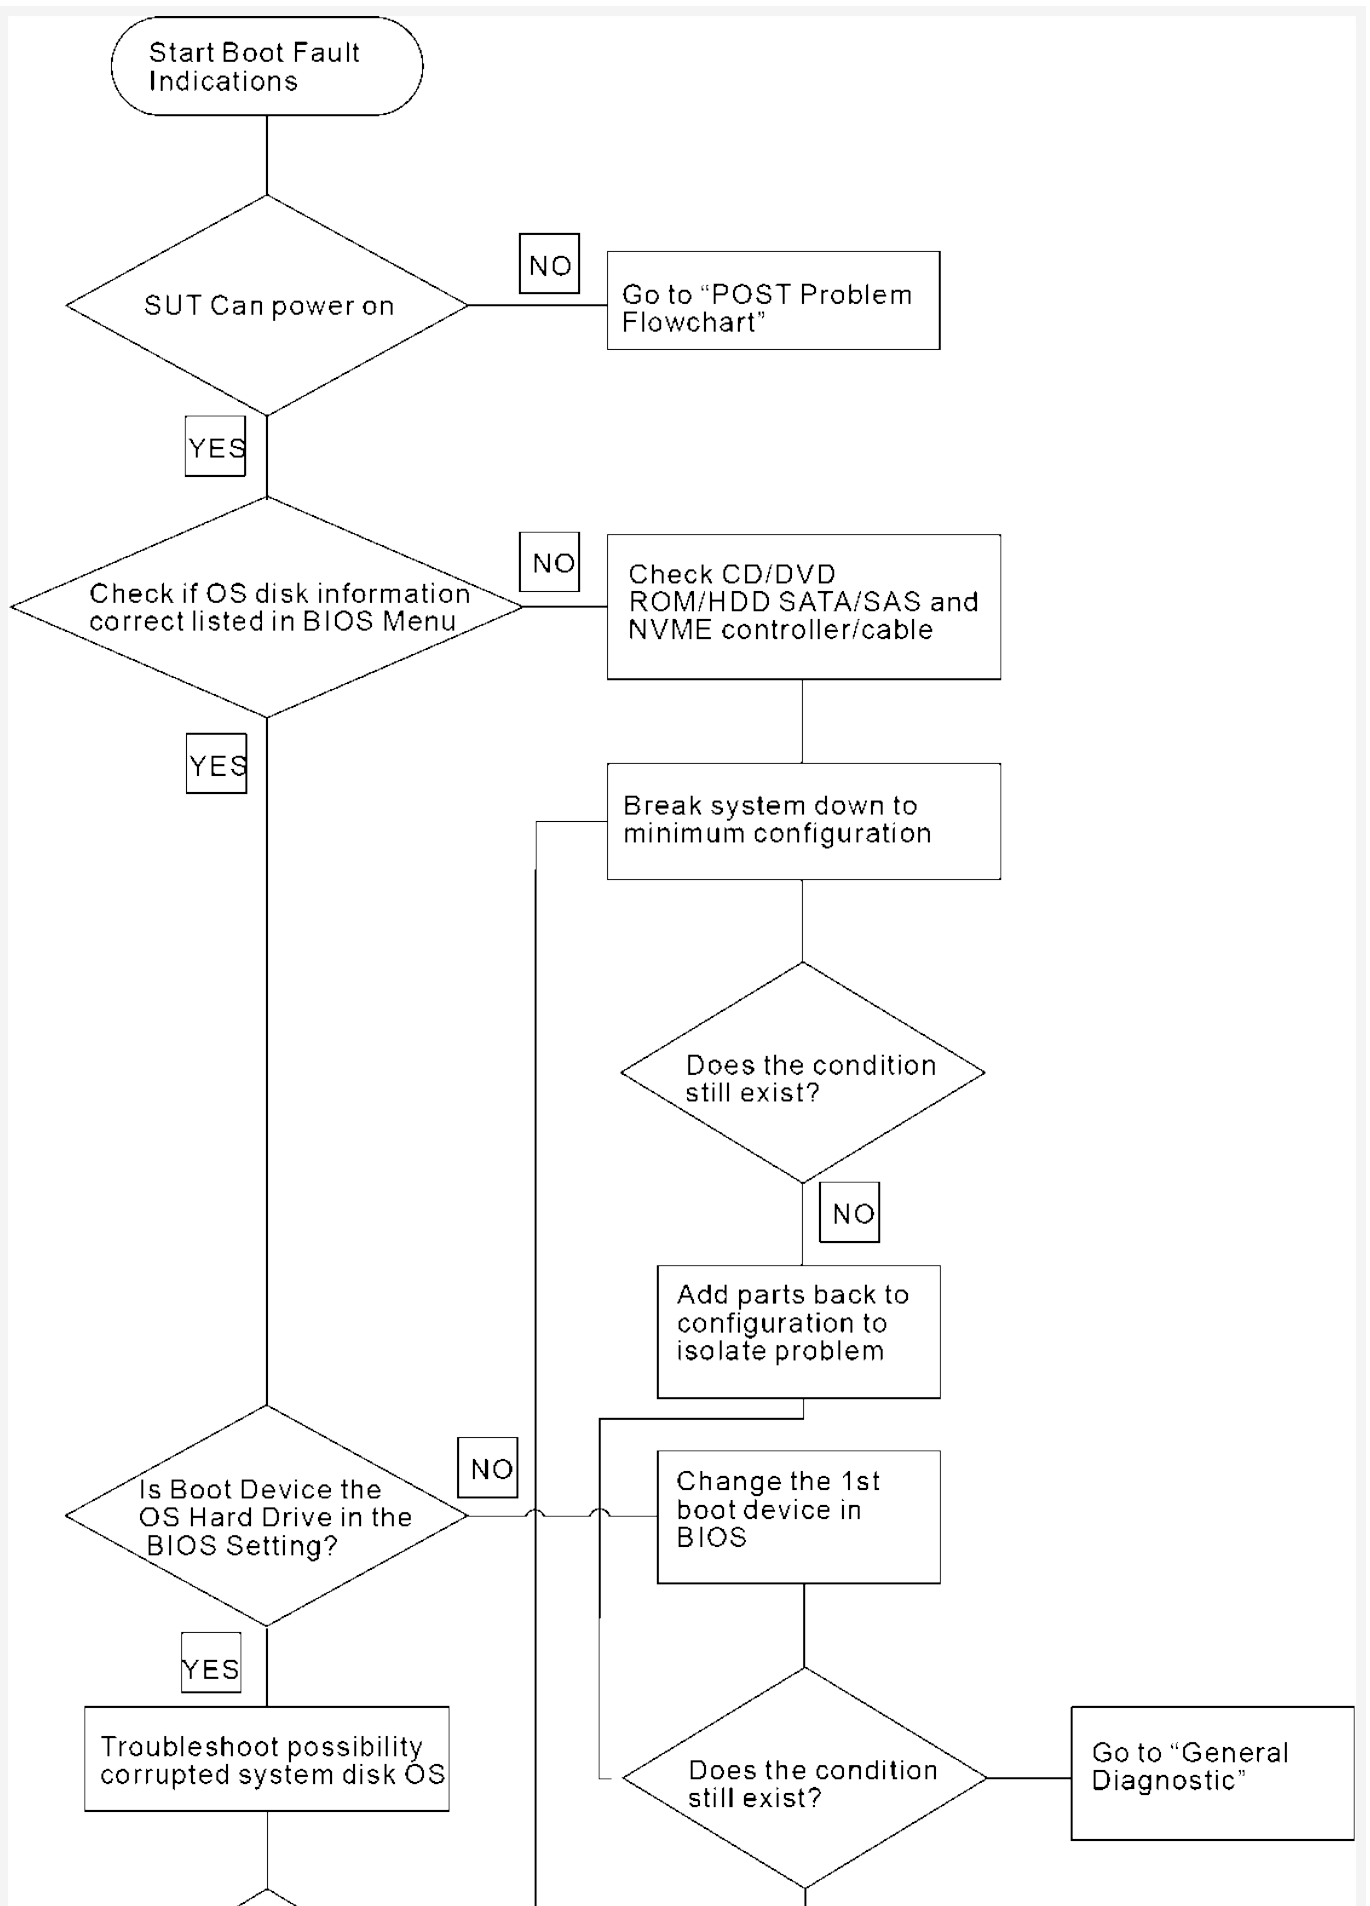 Start Boot Fault
Indications
SUT Can power on
NO
Go to “POST Problem
Flowchart”
YES
Check if OS disk information
correct listed in BIOS Menu
NO
Check CD/DVD
ROM/HDD SATA/SAS and
NVME controller/cable
YES
Break system down to
minimum configuration
Does the condition
still exist?
NO
Add parts back to
configuration to
isolate problem
Is Boot Device the
OS Hard Drive in the
BIOS Setting?
NO
Change the 1st
boot device in
BIOS
YES
Troubleshoot possibility
corrupted system disk OS
Does the condition
still exist?
Go to “General
Diagnostic”